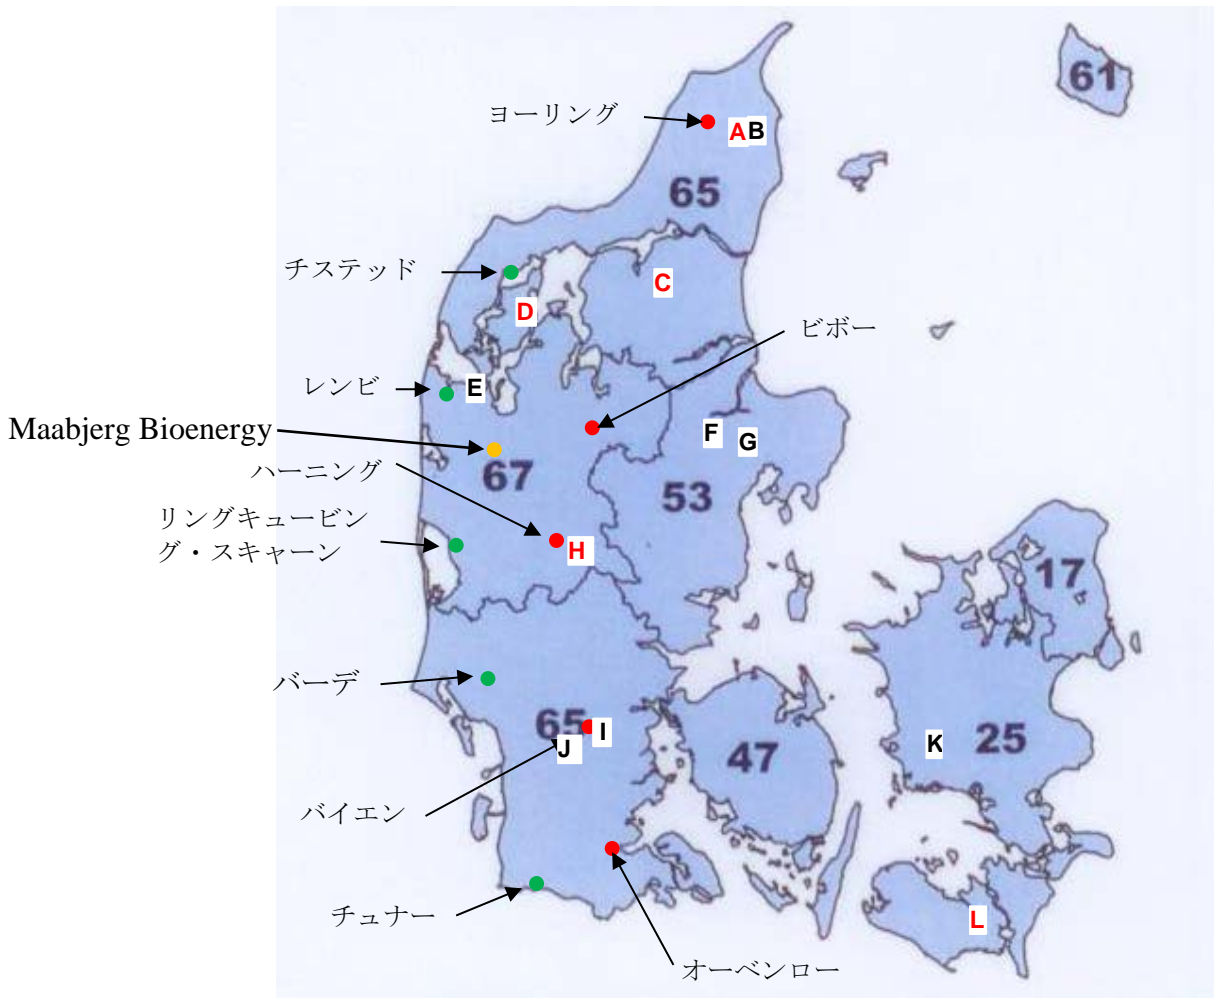 61
ヨーリング
A
B
65
チステッド
C
D
ビボー
レンビ
E
Maabjerg Bioenergy
F
G
ハーニング
67
53
リングキュービン
グ・スキャーン
H
17
バーデ
65
I
J
K
25
47
バイエン
チュナー
L
オーベンロー